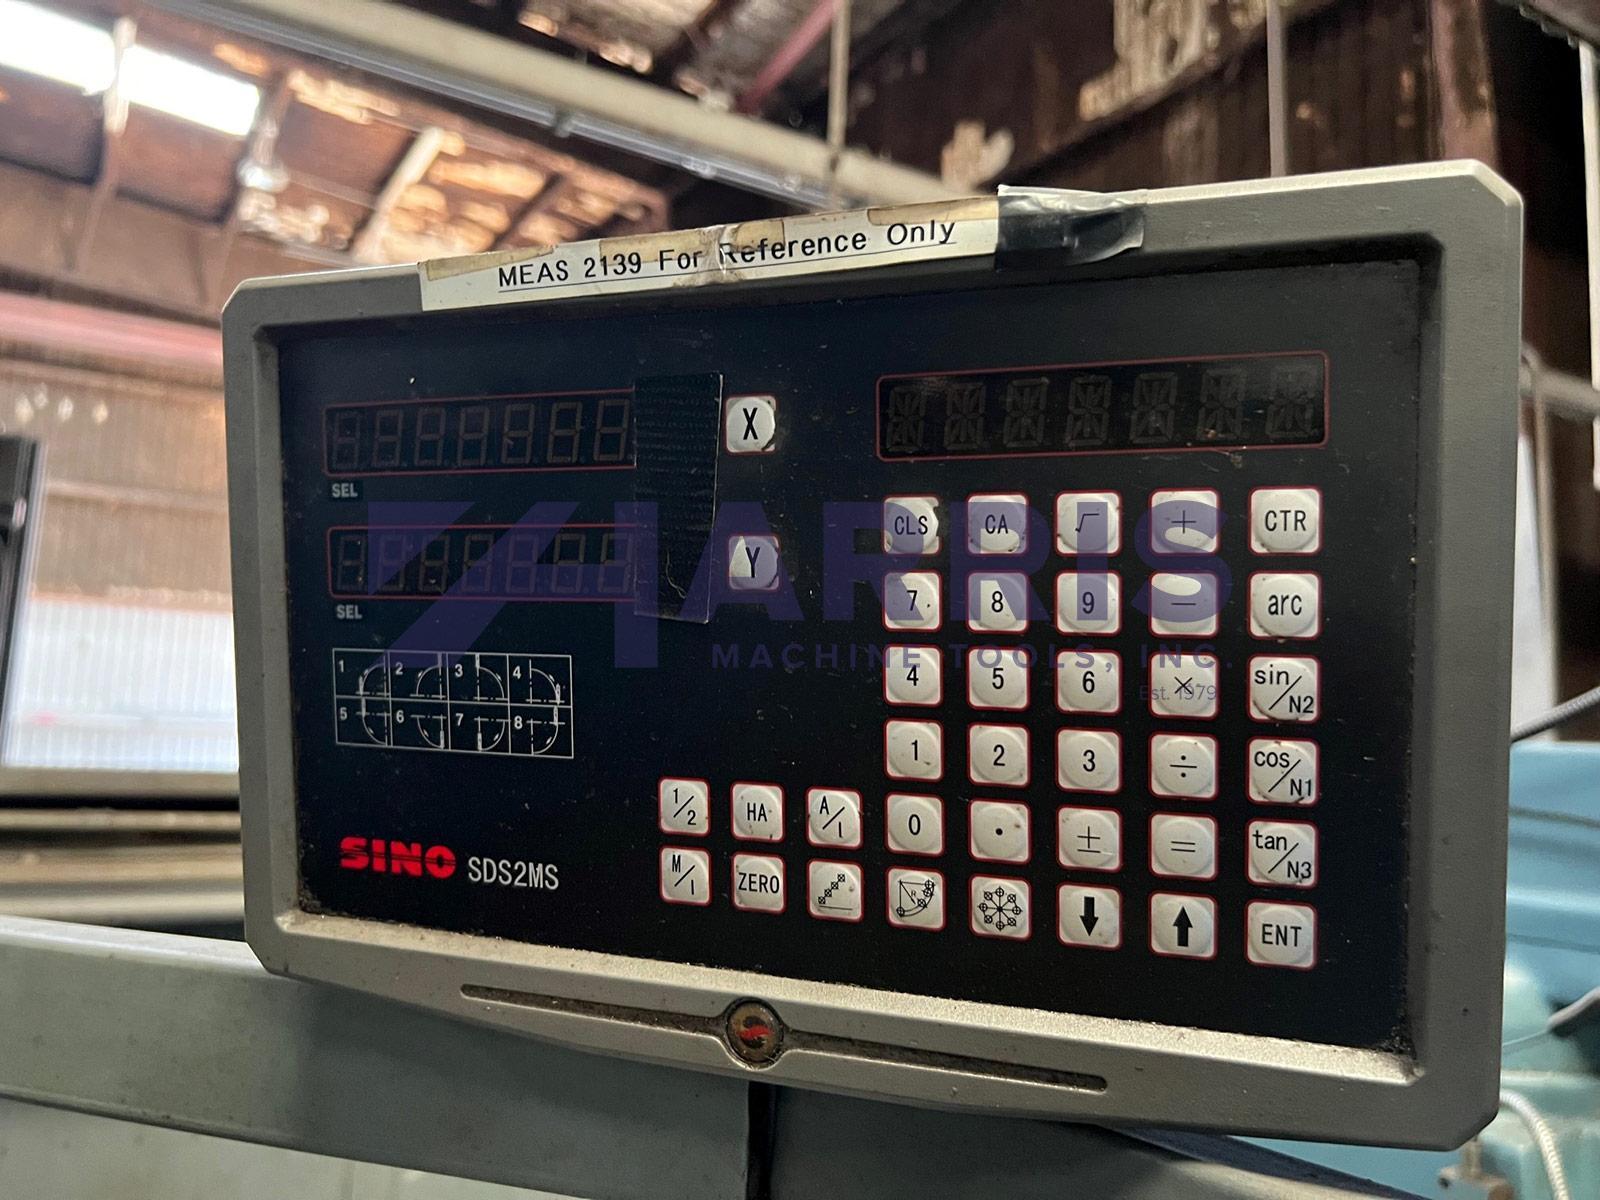 MEAS 2139 For Reference Only
X
SEL
Y
SEL
1 2 3 4
5 6 7 8
SINO SDS2MS
CLS CA √ + CTR
7 8 9 − arc
4 5 6 × sin/N2
1 2 3 ÷ cos/N1
1/2 HA A/I 0 . ± = tan/N3
M/I ZERO R ↓ ↑ ENT
HARRIS
MACHINE TOOLS, INC.
Est. 1979